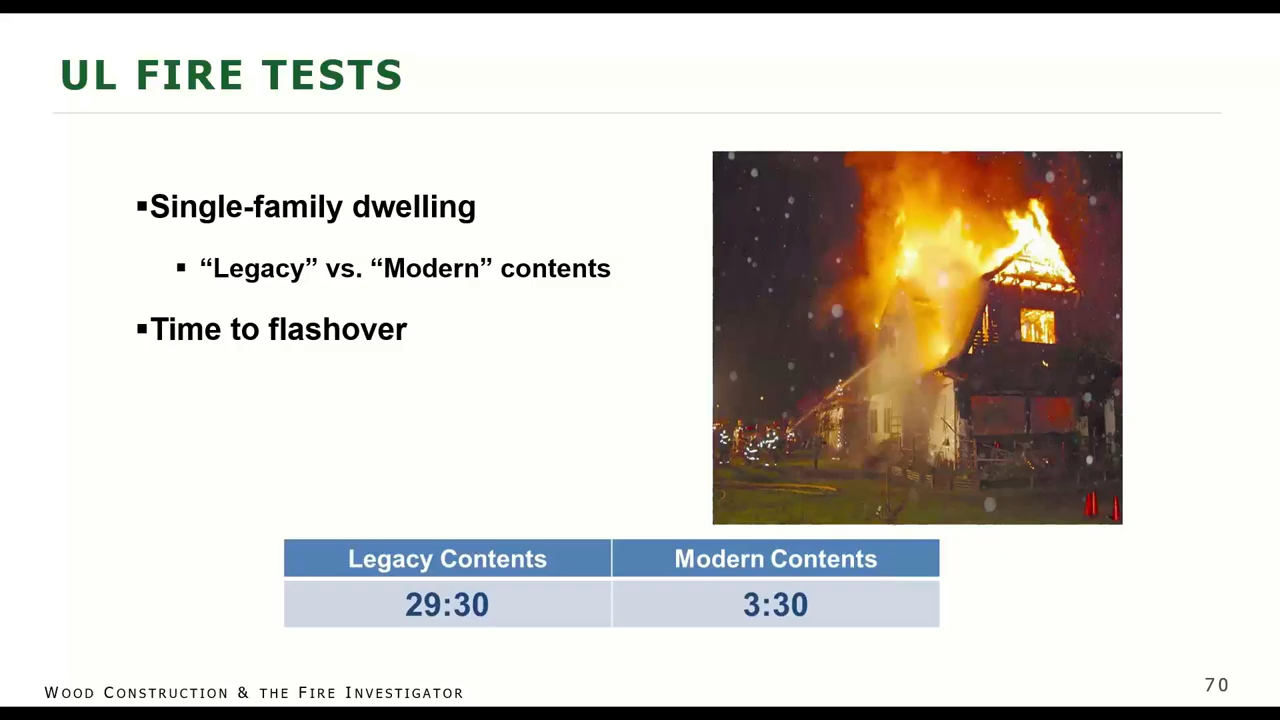 UL FIRE TESTS
▪Single-family dwelling
▪ “Legacy” vs. “Modern” contents
▪Time to flashover
Legacy Contents Modern Contents
29:30 3:30
WOOD CONSTRUCTION & THE FIRE INVESTIGATOR
70